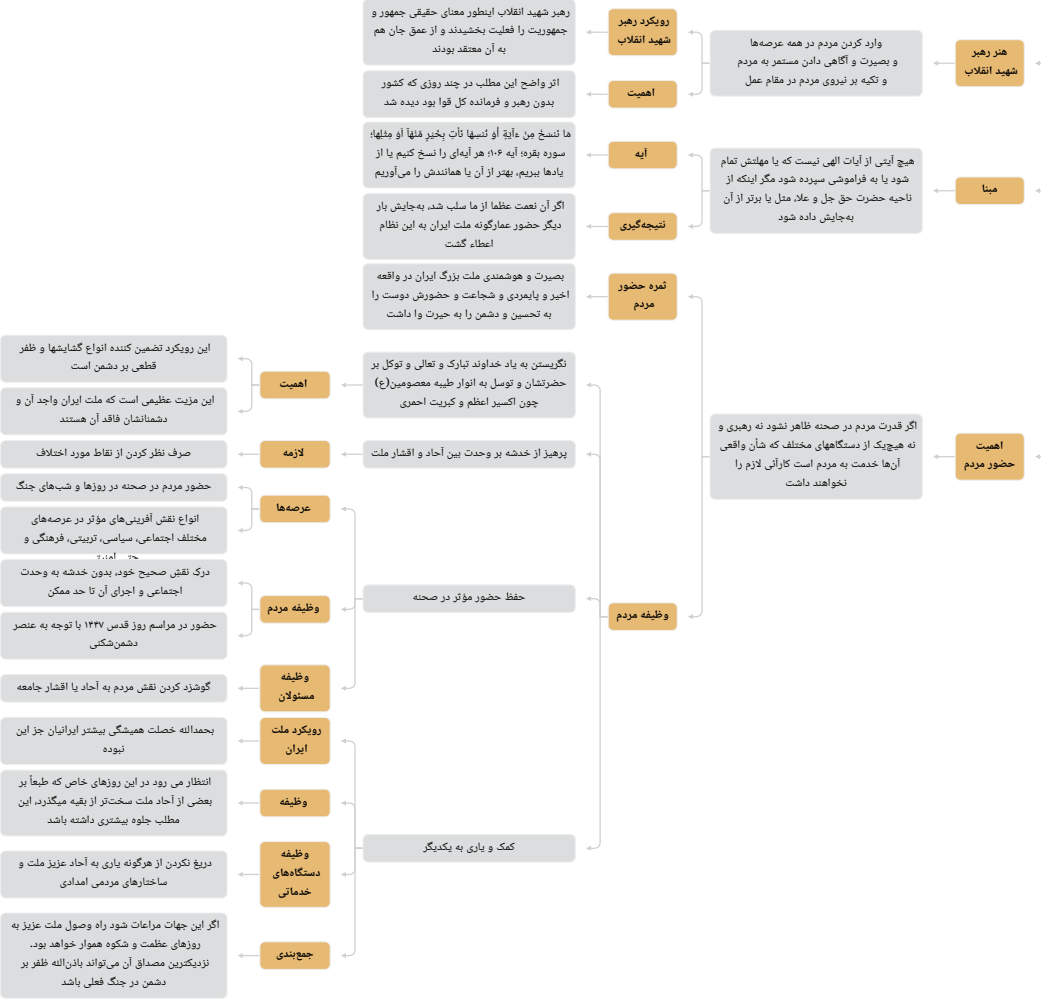 هنر رهبر
شهید انقلاب
وارد کردن مردم در همه عرصه‌ها
و بصیرت و آگاهی دادن مستمر به مردم
و تکیه بر نیروی مردم در مقام عمل
رویکرد رهبر
شهید انقلاب
رهبر شهید انقلاب اینطور معنای حقیقی جمهور و
جمهوریت را فعلیت بخشیدند و از عمق جان هم
به آن معتقد بودند
اهمیت
اثر واضح این مطلب در چند روزی که کشور
بدون رهبر و فرمانده کل قوا بود دیده شد
مبنا
هیچ آیتی از آیات الهی نیست که یا مهلتش تمام
شود یا به فراموشی سپرده شود مگر اینکه از
ناحیه حضرت حق جل و علا، مثل یا برتر از آن
به‌جایش داده شود
آیه
مَا نَنسَخْ مِنْ ءآیَةٍ أَوْ نُنسِهَا نَأْتِ بِخَیْرٍ مِّنْهَآ أَوْ مِثْلِهَا؛
سوره بقره؛ آیه ۱۰۶؛ هر آیه‌ای را نسخ کنیم یا از
یادها ببریم، بهتر از آن یا همانندش را می‌آوریم
نتیجه‌گیری
اگر آن نعمت عظما از ما سلب شد، به‌جایش بار
دیگر حضور عمارگونه ملت ایران به این نظام
اعطاء گشت
اهمیت
حضور مردم
اگر قدرت مردم در صحنه ظاهر نشود نه رهبری و
نه هیچ‌یک از دستگاههای مختلف که شأن واقعی
آن‌ها خدمت به مردم است کارآئی لازم را
نخواهند داشت
ثمره حضور
مردم
بصیرت و هوشمندی ملت بزرگ ایران در واقعه
اخیر و پایمردی و شجاعت و حضورش دوست را
به تحسین و دشمن را به حیرت وا داشت
وظیفه مردم
نگریستن به یاد خداوند تبارک و تعالی و توکل بر
حضرتشان و توسل به انوار طیبه معصومین(ع)
چون اکسیر اعظم و کبریت احمری
اهمیت
این رویکرد تضمین کننده انواع گشایشها و ظفر
قطعی بر دشمن است
این مزیت عظیمی است که ملت ایران واجد آن و
دشمنانشان فاقد آن هستند
پرهیز از خدشه بر وحدت بین آحاد و اقشار ملت
لازمه
صرف نظر کردن از نقاط مورد اختلاف
حفظ حضور مؤثر در صحنه
عرصه‌ها
حضور مردم در صحنه در روزها و شب‌های جنگ
انواع نقش آفرینی‌های مؤثر در عرصه‌های
مختلف اجتماعی، سیاسی، تربیتی، فرهنگی و
حتی امنیتی
وظیفه مردم
درکِ نقشِ صحیح خود، بدون خدشه به وحدت
اجتماعی و اجرای آن تا حد ممکن
حضور در مراسم روز قدس ۱۴۴۷ با توجه به عنصر
دشمن‌شکنی
وظیفه
مسئولان
گوشزد کردن نقش مردم به آحاد یا اقشار جامعه
کمک و یاری به یکدیگر
رویکرد ملت
ایران
بحمدالله خصلت همیشگی بیشتر ایرانیان جز این
نبوده
وظیفه
انتظار می رود در این روزهای خاص که طبعاً بر
بعضی از آحاد ملت سخت‌تر از بقیه میگذرد، این
مطلب جلوه بیشتری داشته باشد
وظیفه
دستگاه‌های
خدماتی
دریغ نکردن از هرگونه یاری به آحاد عزیز ملت و
ساختارهای مردمی امدادی
جمع‌بندی
اگر این جهات مراعات شود راه وصول ملت عزیز به
روزهای عظمت و شکوه هموار خواهد بود.
نزدیکترین مصداق آن می‌تواند باذن‌الله ظفر بر
دشمن در جنگ فعلی باشد